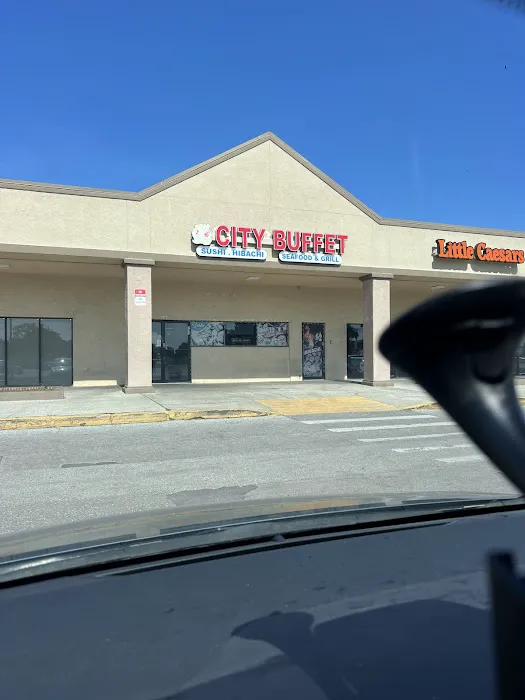 CITY BUFFET
SUSHI . HIBACHI
SEAFOOD & GRILL
Little Caesars